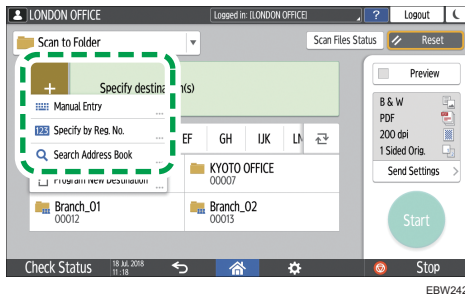 LONDON OFFICE
Logged in: [LONDON OFFICE]
?
Logout
Scan to Folder
Scan Files Status
Reset
Specify destina
n(s)
Manual Entry
123 Specify by Reg. No.
Search Address Book
Program New Destination
EF
GH
IJK
KYOTO OFFICE
00007
Branch_01
00012
Branch_02
00013
Preview
B & W
PDF
200 dpi
1 Sided Orig.
Send Settings
Start
Check Status
18 Jul. 2018
11:18
Stop
EBW242